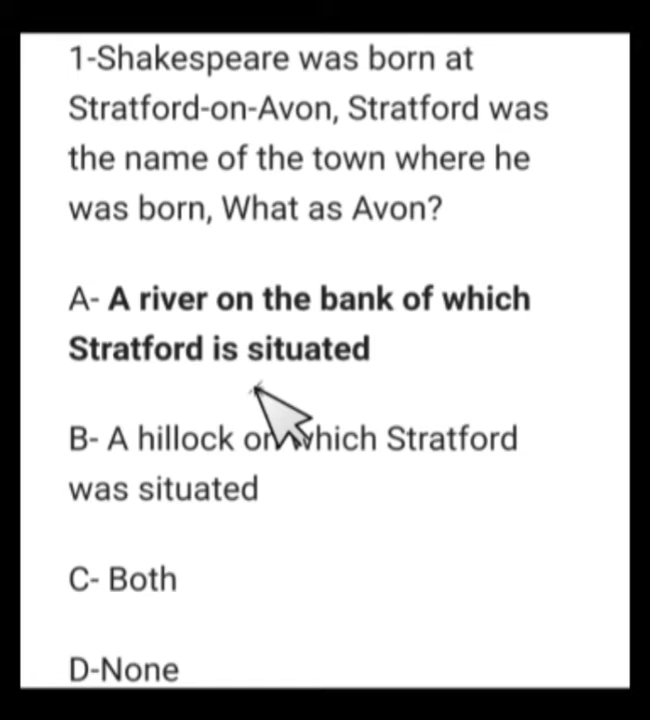 1-Shakespeare was born at
Stratford-on-Avon, Stratford was
the name of the town where he
was born, What as Avon?
A- A river on the bank of which
Stratford is situated
B- A hillock on which Stratford
was situated
C- Both
D-None